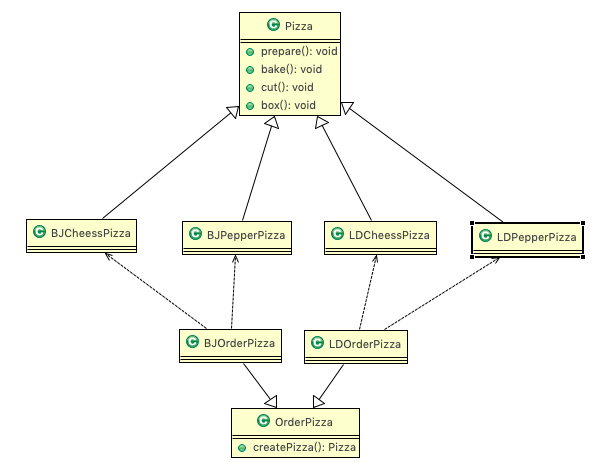 Pizza
prepare(): void
bake(): void
cut(): void
box(): void
BJCheessPizza
BJPepperPizza
LDCheessPizza
LDPepperPizza
BJOrderPizza
LDOrderPizza
OrderPizza
createPizza(): Pizza